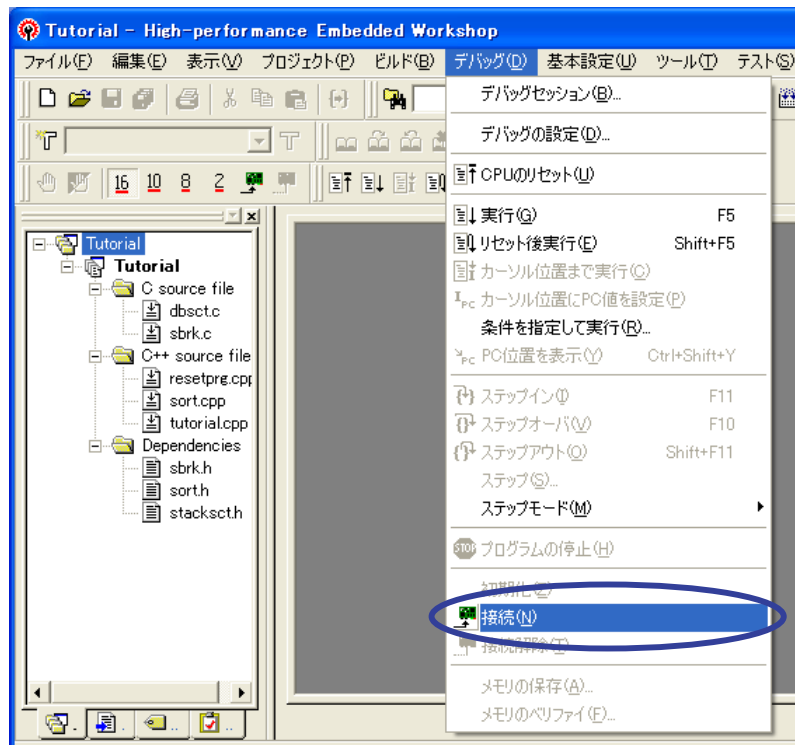 Tutorial - High-performance Embedded Workshop
ファイル(F) 編集(E) 表示(V) プロジェクト(P) ビルド(B) デバッグ(D) 基本設定(U) ツール(T) テスト(S)
16 10 8 2
Tutorial
Tutorial
C source file
dbsct.c
sbrk.c
C++ source file
resetprg.cpp
sort.cpp
tutorial.cpp
Dependencies
sbrk.h
sort.h
stacksct.h
デバッグセッション(B)...
デバッグの設定(D)...
CPUのリセット(U)
実行(G) F5
リセット後実行(E) Shift+F5
カーソル位置まで実行(C)
カーソル位置にPC値を設定(P)
条件を指定して実行(R)...
PC位置を表示(Y) Ctrl+Shift+Y
ステップイン(I) F11
ステップオーバ(V) F10
ステップアウト(O) Shift+F11
ステップ(S)...
ステップモード(M)
STOP プログラムの停止(H)
初期化(Z)
接続(N)
接続解除(T)
メモリの保存(A)...
メモリのベリファイ(F)...